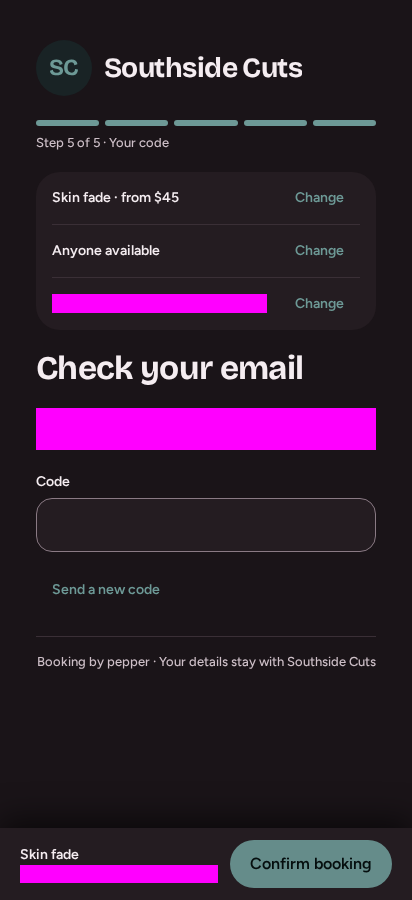 SC
Southside Cuts
Step 5 of 5 · Your code
Skin fade · from $45
Change
Anyone available
Change
Change
Check your email
Code
Send a new code
Booking by pepper · Your details stay with Southside Cuts
Skin fade
Confirm booking